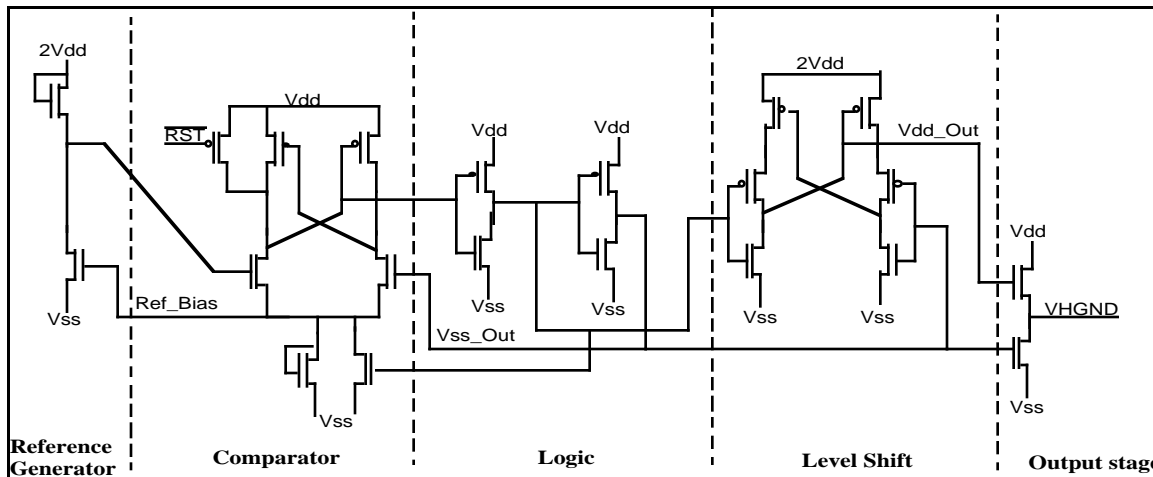 2Vdd
Vdd
RST
Ref_Bias
Vss
Vss
Vss_Out
Vdd
Vdd
Vss
Vss
2Vdd
Vdd_Out
Vss
Vss
Vdd
VHGND
Vss
Reference
Generator
Comparator
Logic
Level Shift
Output stage